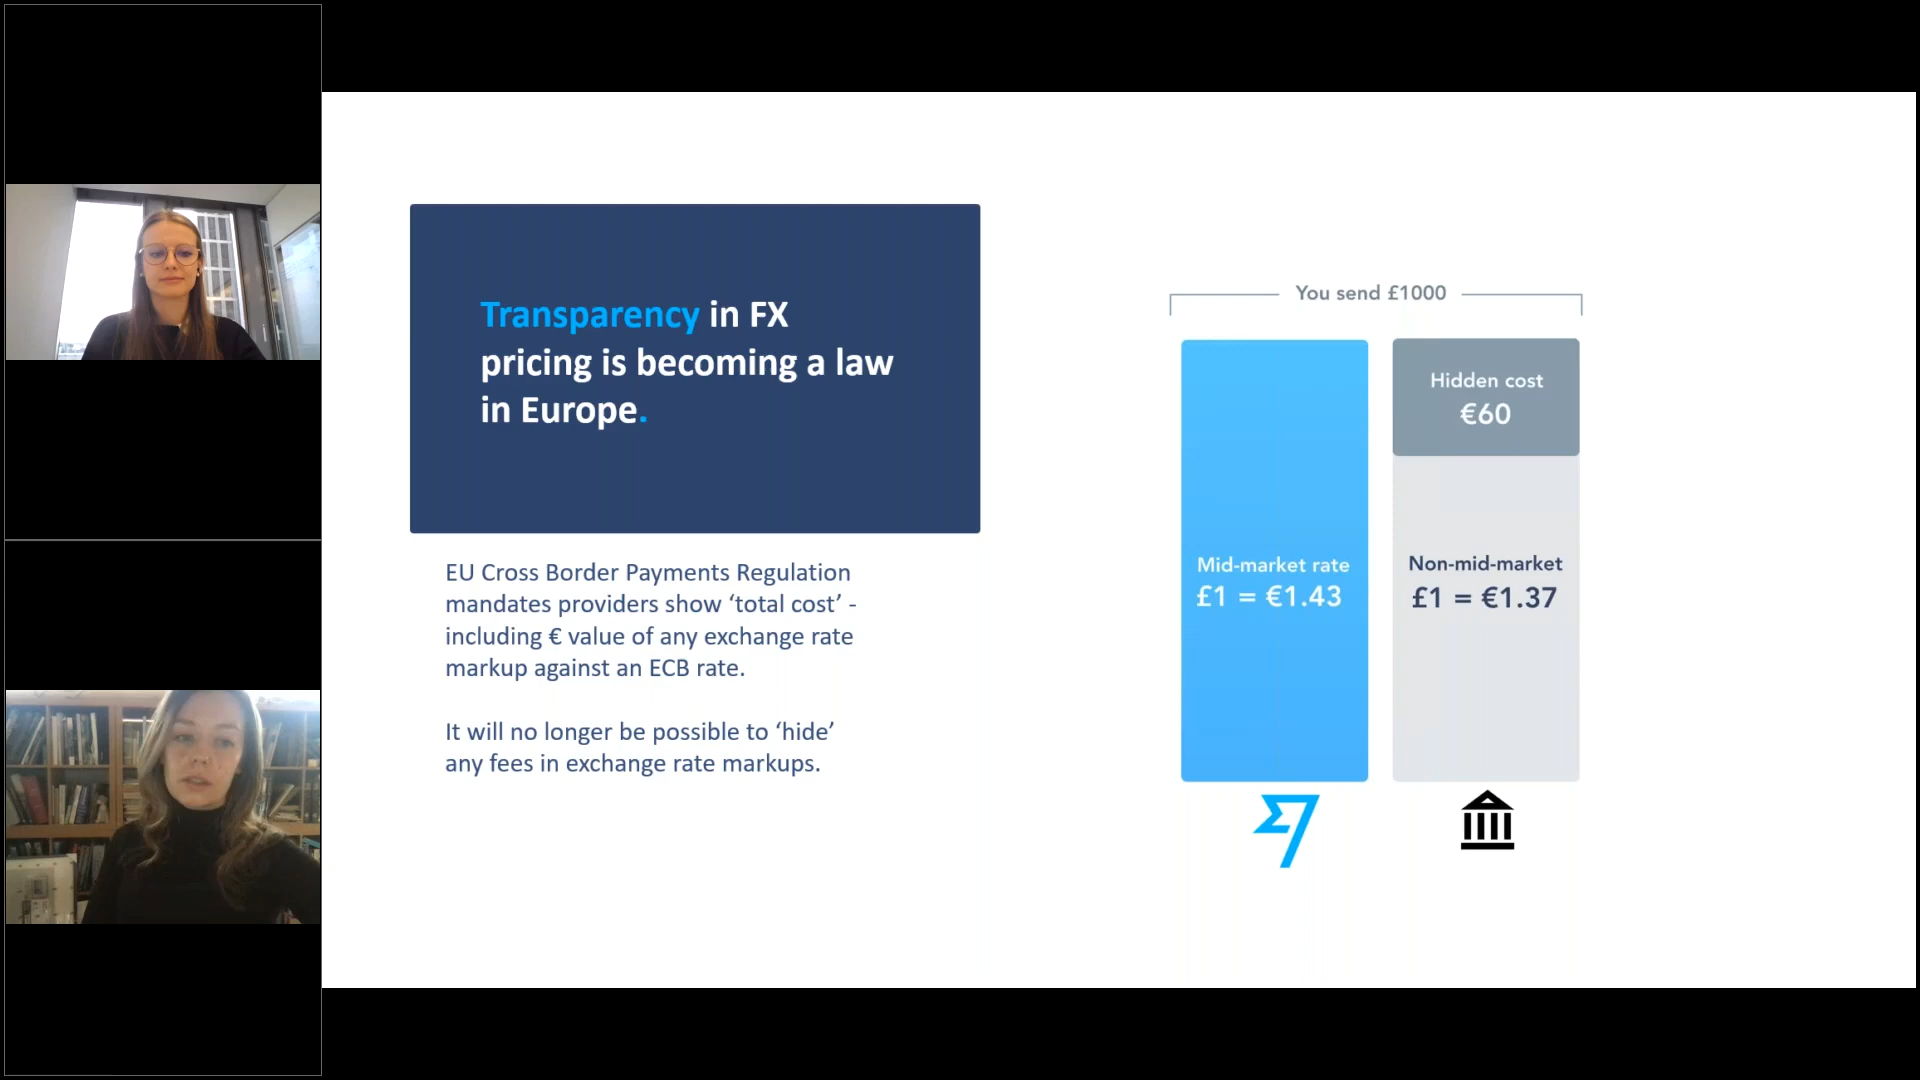 Transparency in FX
pricing is becoming a law
in Europe.
EU Cross Border Payments Regulation
mandates providers show ‘total cost’ -
including € value of any exchange rate
markup against an ECB rate.
It will no longer be possible to ‘hide’
any fees in exchange rate markups.
You send £1000
Mid-market rate
£1 = €1.43
Hidden cost
€60
Non-mid-market
£1 = €1.37